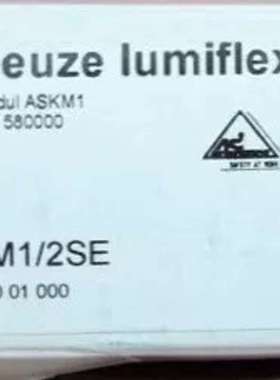 euze lumiflex
dul ASKM1
580000
SAFETY AT WORK
M1/2SE
0 01 000